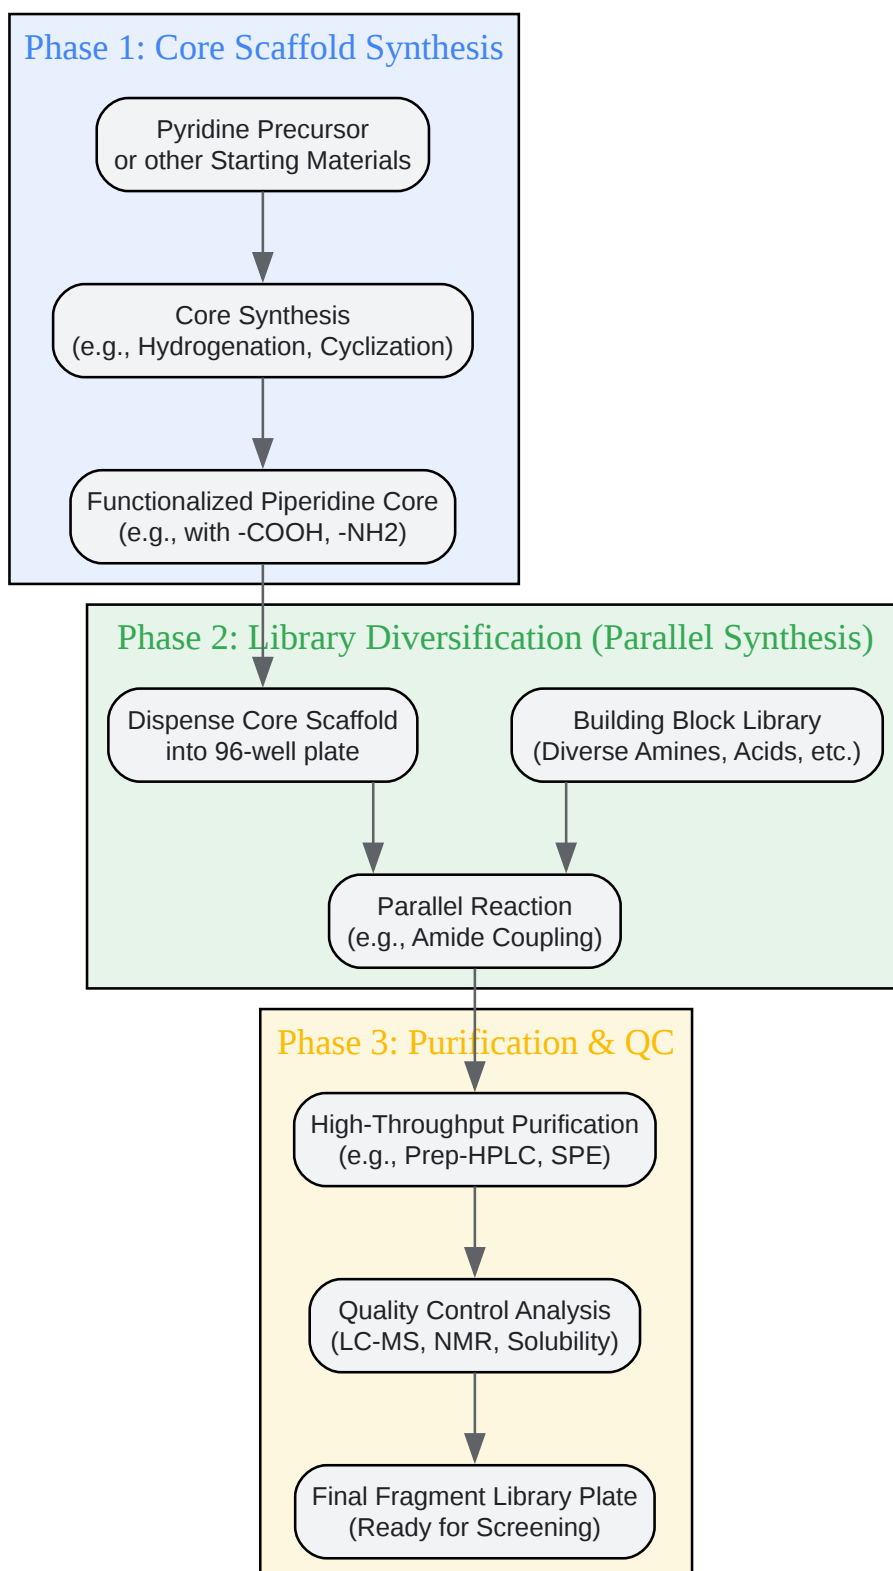 Phase 1: Core Scaffold Synthesis
Pyridine Precursor
or other Starting Materials
Core Synthesis
(e.g., Hydrogenation, Cyclization)
Functionalized Piperidine Core
(e.g., with -COOH, -NH2)
Phase 2: Library Diversification (Parallel Synthesis)
Dispense Core Scaffold
into 96-well plate
Building Block Library
(Diverse Amines, Acids, etc.)
Parallel Reaction
(e.g., Amide Coupling)
Phase 3: Purification & QC
High-Throughput Purification
(e.g., Prep-HPLC, SPE)
Quality Control Analysis
(LC-MS, NMR, Solubility)
Final Fragment Library Plate
(Ready for Screening)